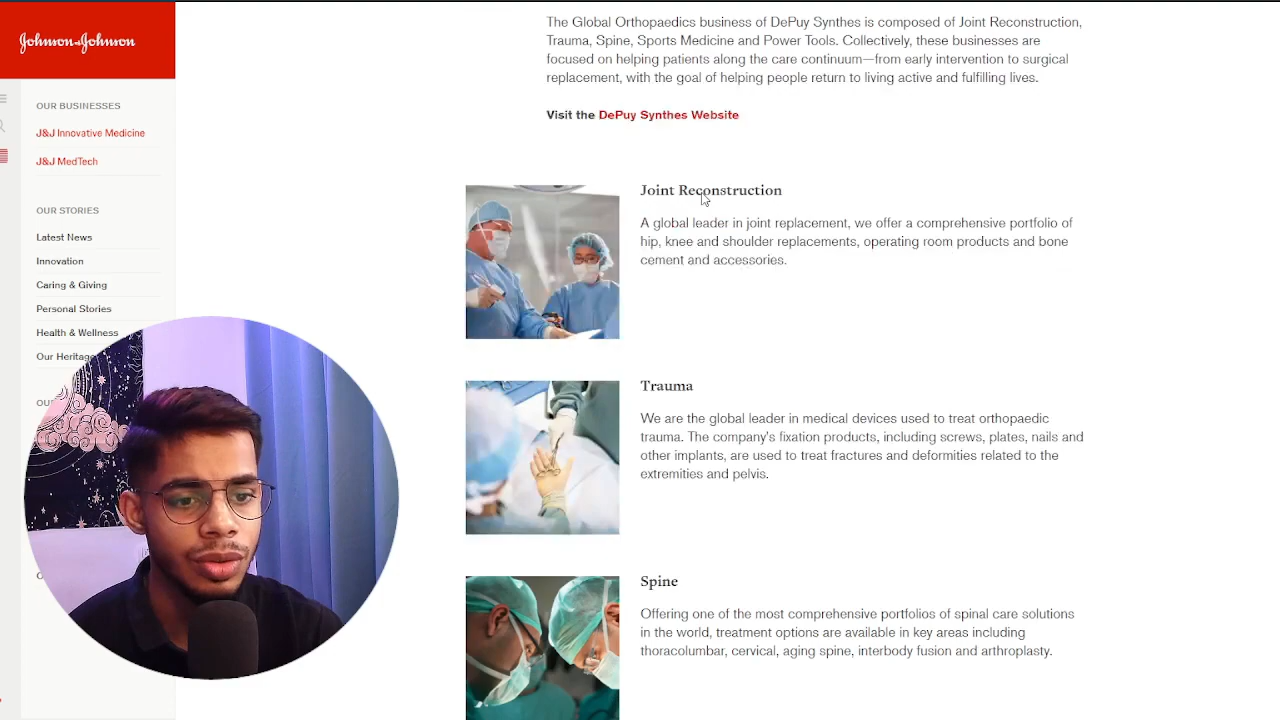 Johnson&Johnson
OUR BUSINESSES
J&J Innovative Medicine
J&J MedTech
OUR STORIES
Latest News
Innovation
Caring & Giving
Personal Stories
Health & Wellness
Our Heritage
The Global Orthopaedics business of DePuy Synthes is composed of Joint Reconstruction,
Trauma, Spine, Sports Medicine and Power Tools. Collectively, these businesses are
focused on helping patients along the care continuum—from early intervention to surgical
replacement, with the goal of helping people return to living active and fulfilling lives.
Visit the DePuy Synthes Website
Joint Reconstruction
A global leader in joint replacement, we offer a comprehensive portfolio of
hip, knee and shoulder replacements, operating room products and bone
cement and accessories.
Trauma
We are the global leader in medical devices used to treat orthopaedic
trauma. The company's fixation products, including screws, plates, nails and
other implants, are used to treat fractures and deformities related to the
extremities and pelvis.
Spine
Offering one of the most comprehensive portfolios of spinal care solutions
in the world, treatment options are available in key areas including
thoracolumbar, cervical, aging spine, interbody fusion and arthroplasty.